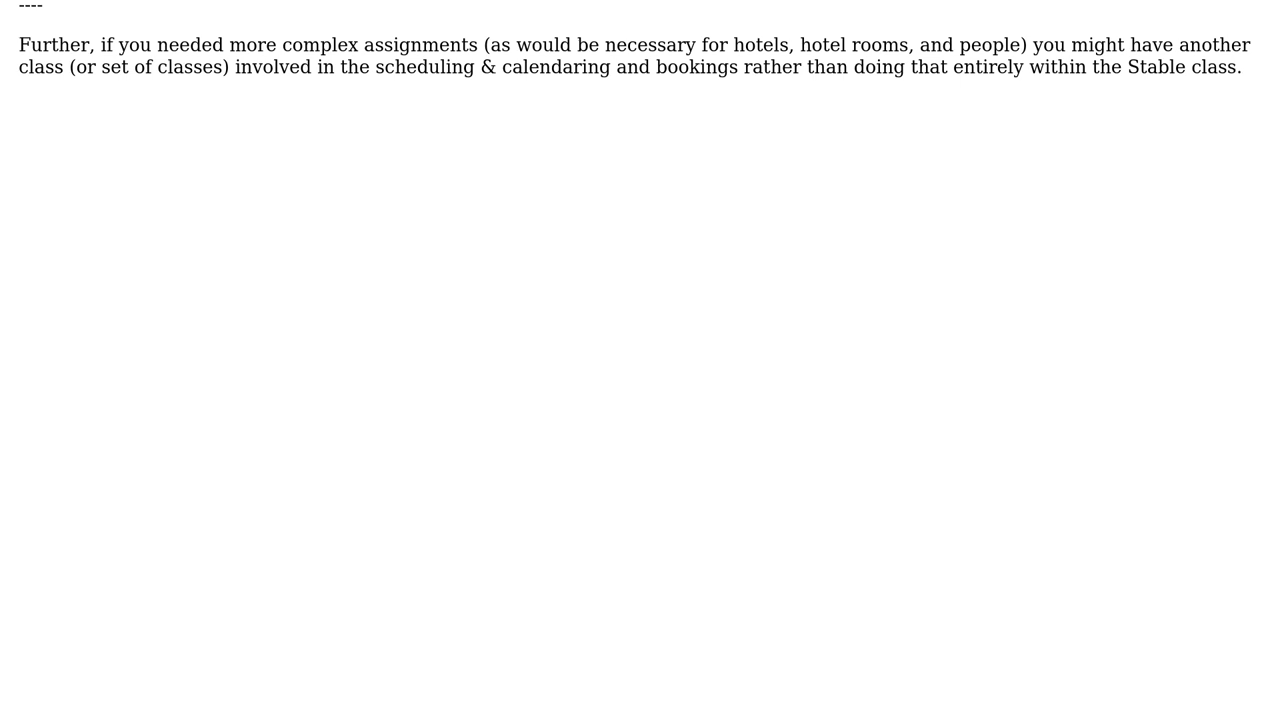 ----
Further, if you needed more complex assignments (as would be necessary for hotels, hotel rooms, and people) you might have another
class (or set of classes) involved in the scheduling & calendaring and bookings rather than doing that entirely within the Stable class.